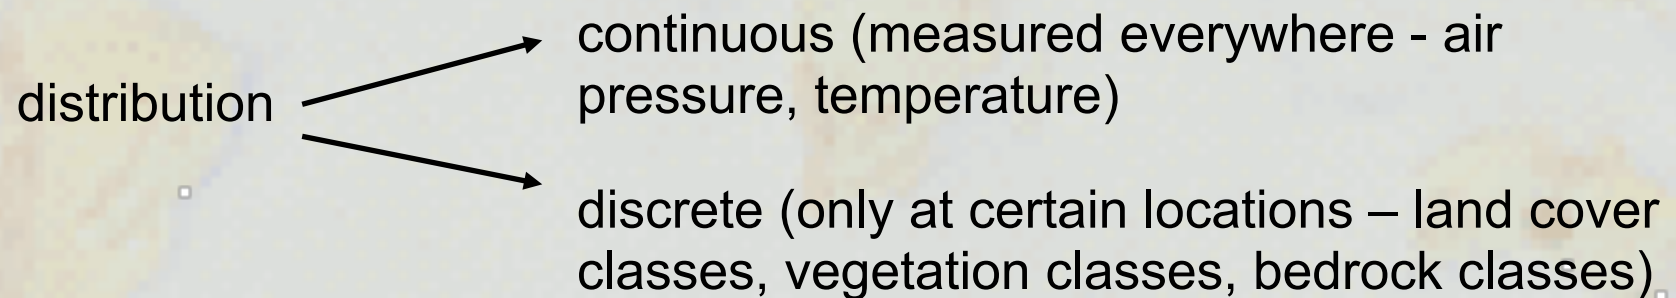 distribution
continuous (measured everywhere - air
pressure, temperature)
discrete (only at certain locations – land cover
classes, vegetation classes, bedrock classes)